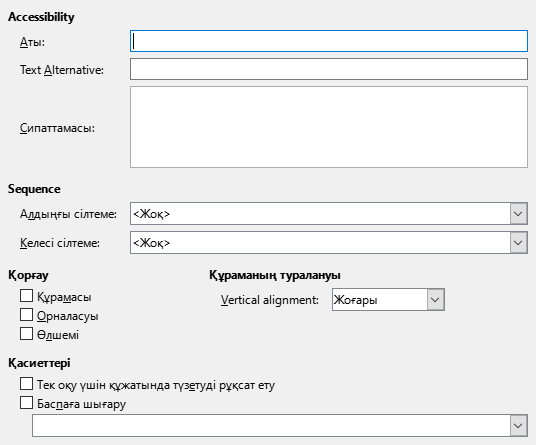 Accessibility
Аты:
Text Alternative:
Сипаттамасы:
Sequence
Алдыңғы сілтеме: <Жоқ>
Келесі сілтеме: <Жоқ>
Қорғау Құраманың туралануы
Құрамасы Vertical alignment: Жоғары
Орналасуы
Өлшемі
Қасиеттері
Тек оқу үшін құжатында түзетуді рұқсат ету
Баспаға шығару